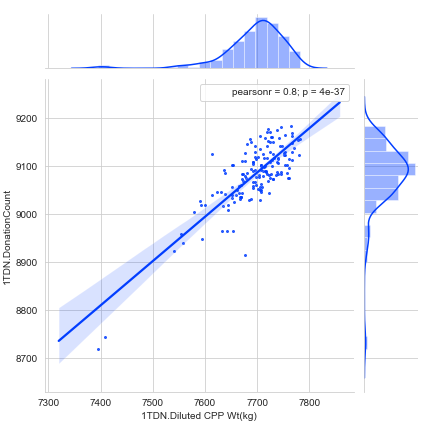 pearsonr = 0.8; p = 4e-37
9200
9100
9000
8900
8800
8700
1TDN.DonationCount
7300 7400 7500 7600 7700 7800
1TDN.Diluted CPP Wt(kg)